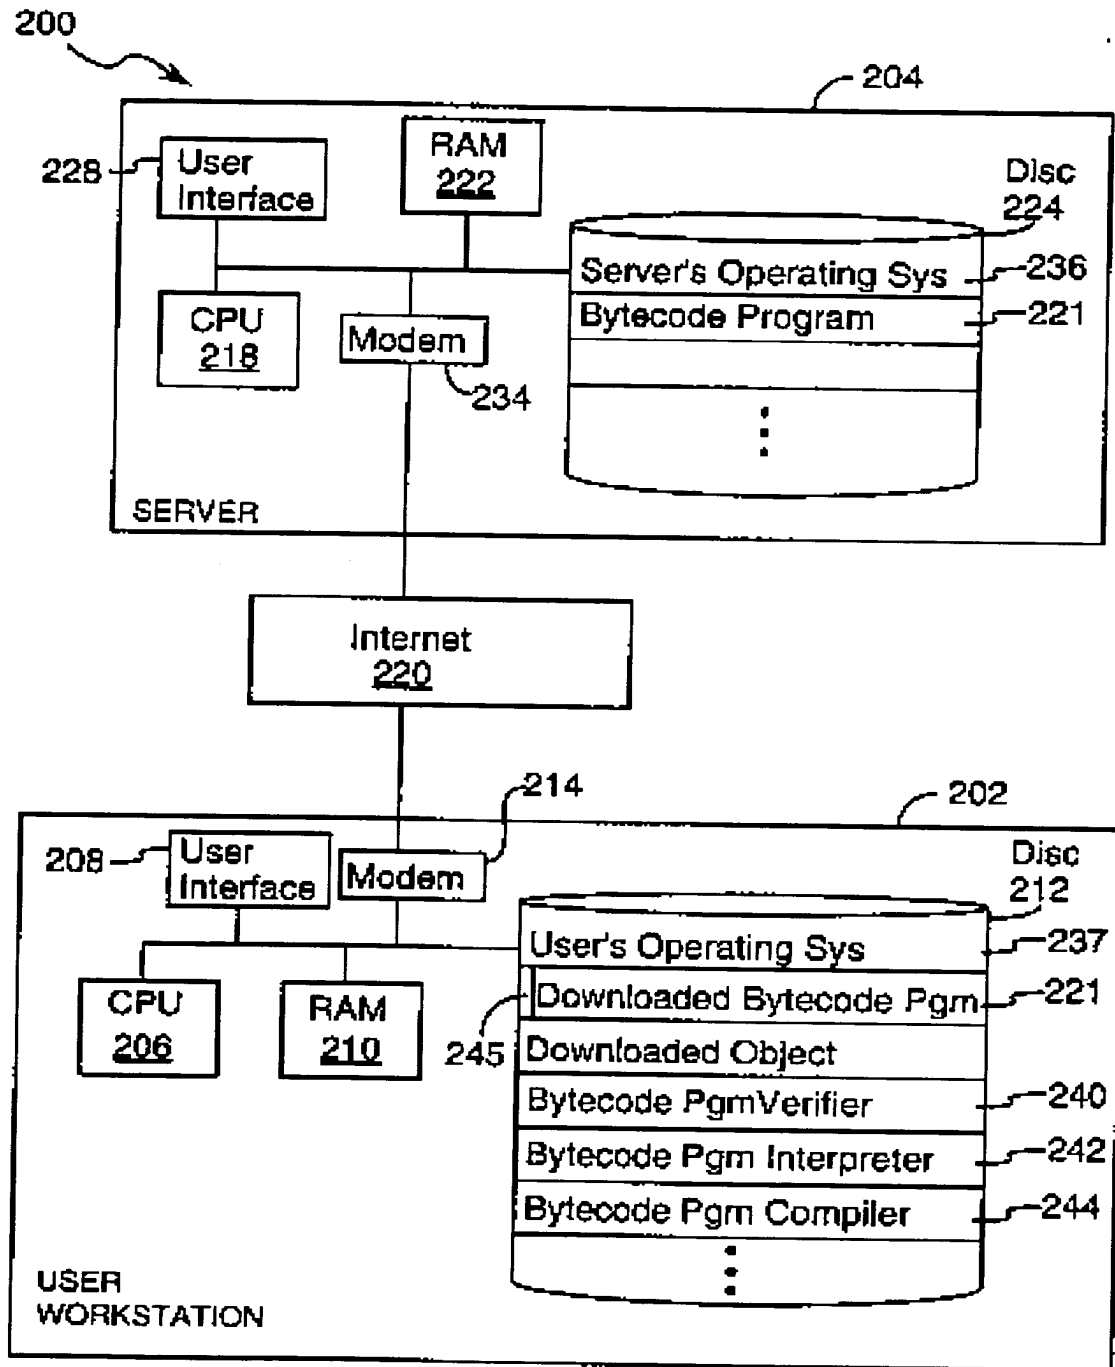 200
204
228
User
Interface
RAM
222
Disc
224
Server's Operating Sys
236
Bytecode Program
221
CPU
218
Modem
234
SERVER
Internet
220
214
202
208
User
Interface
Modem
Disc
212
User's Operating Sys
237
Downloaded Bytecode Pgm
221
CPU
206
RAM
210
245
Downloaded Object
Bytecode PgmVerifier
240
Bytecode Pgm Interpreter
242
Bytecode Pgm Compiler
244
USER
WORKSTATION